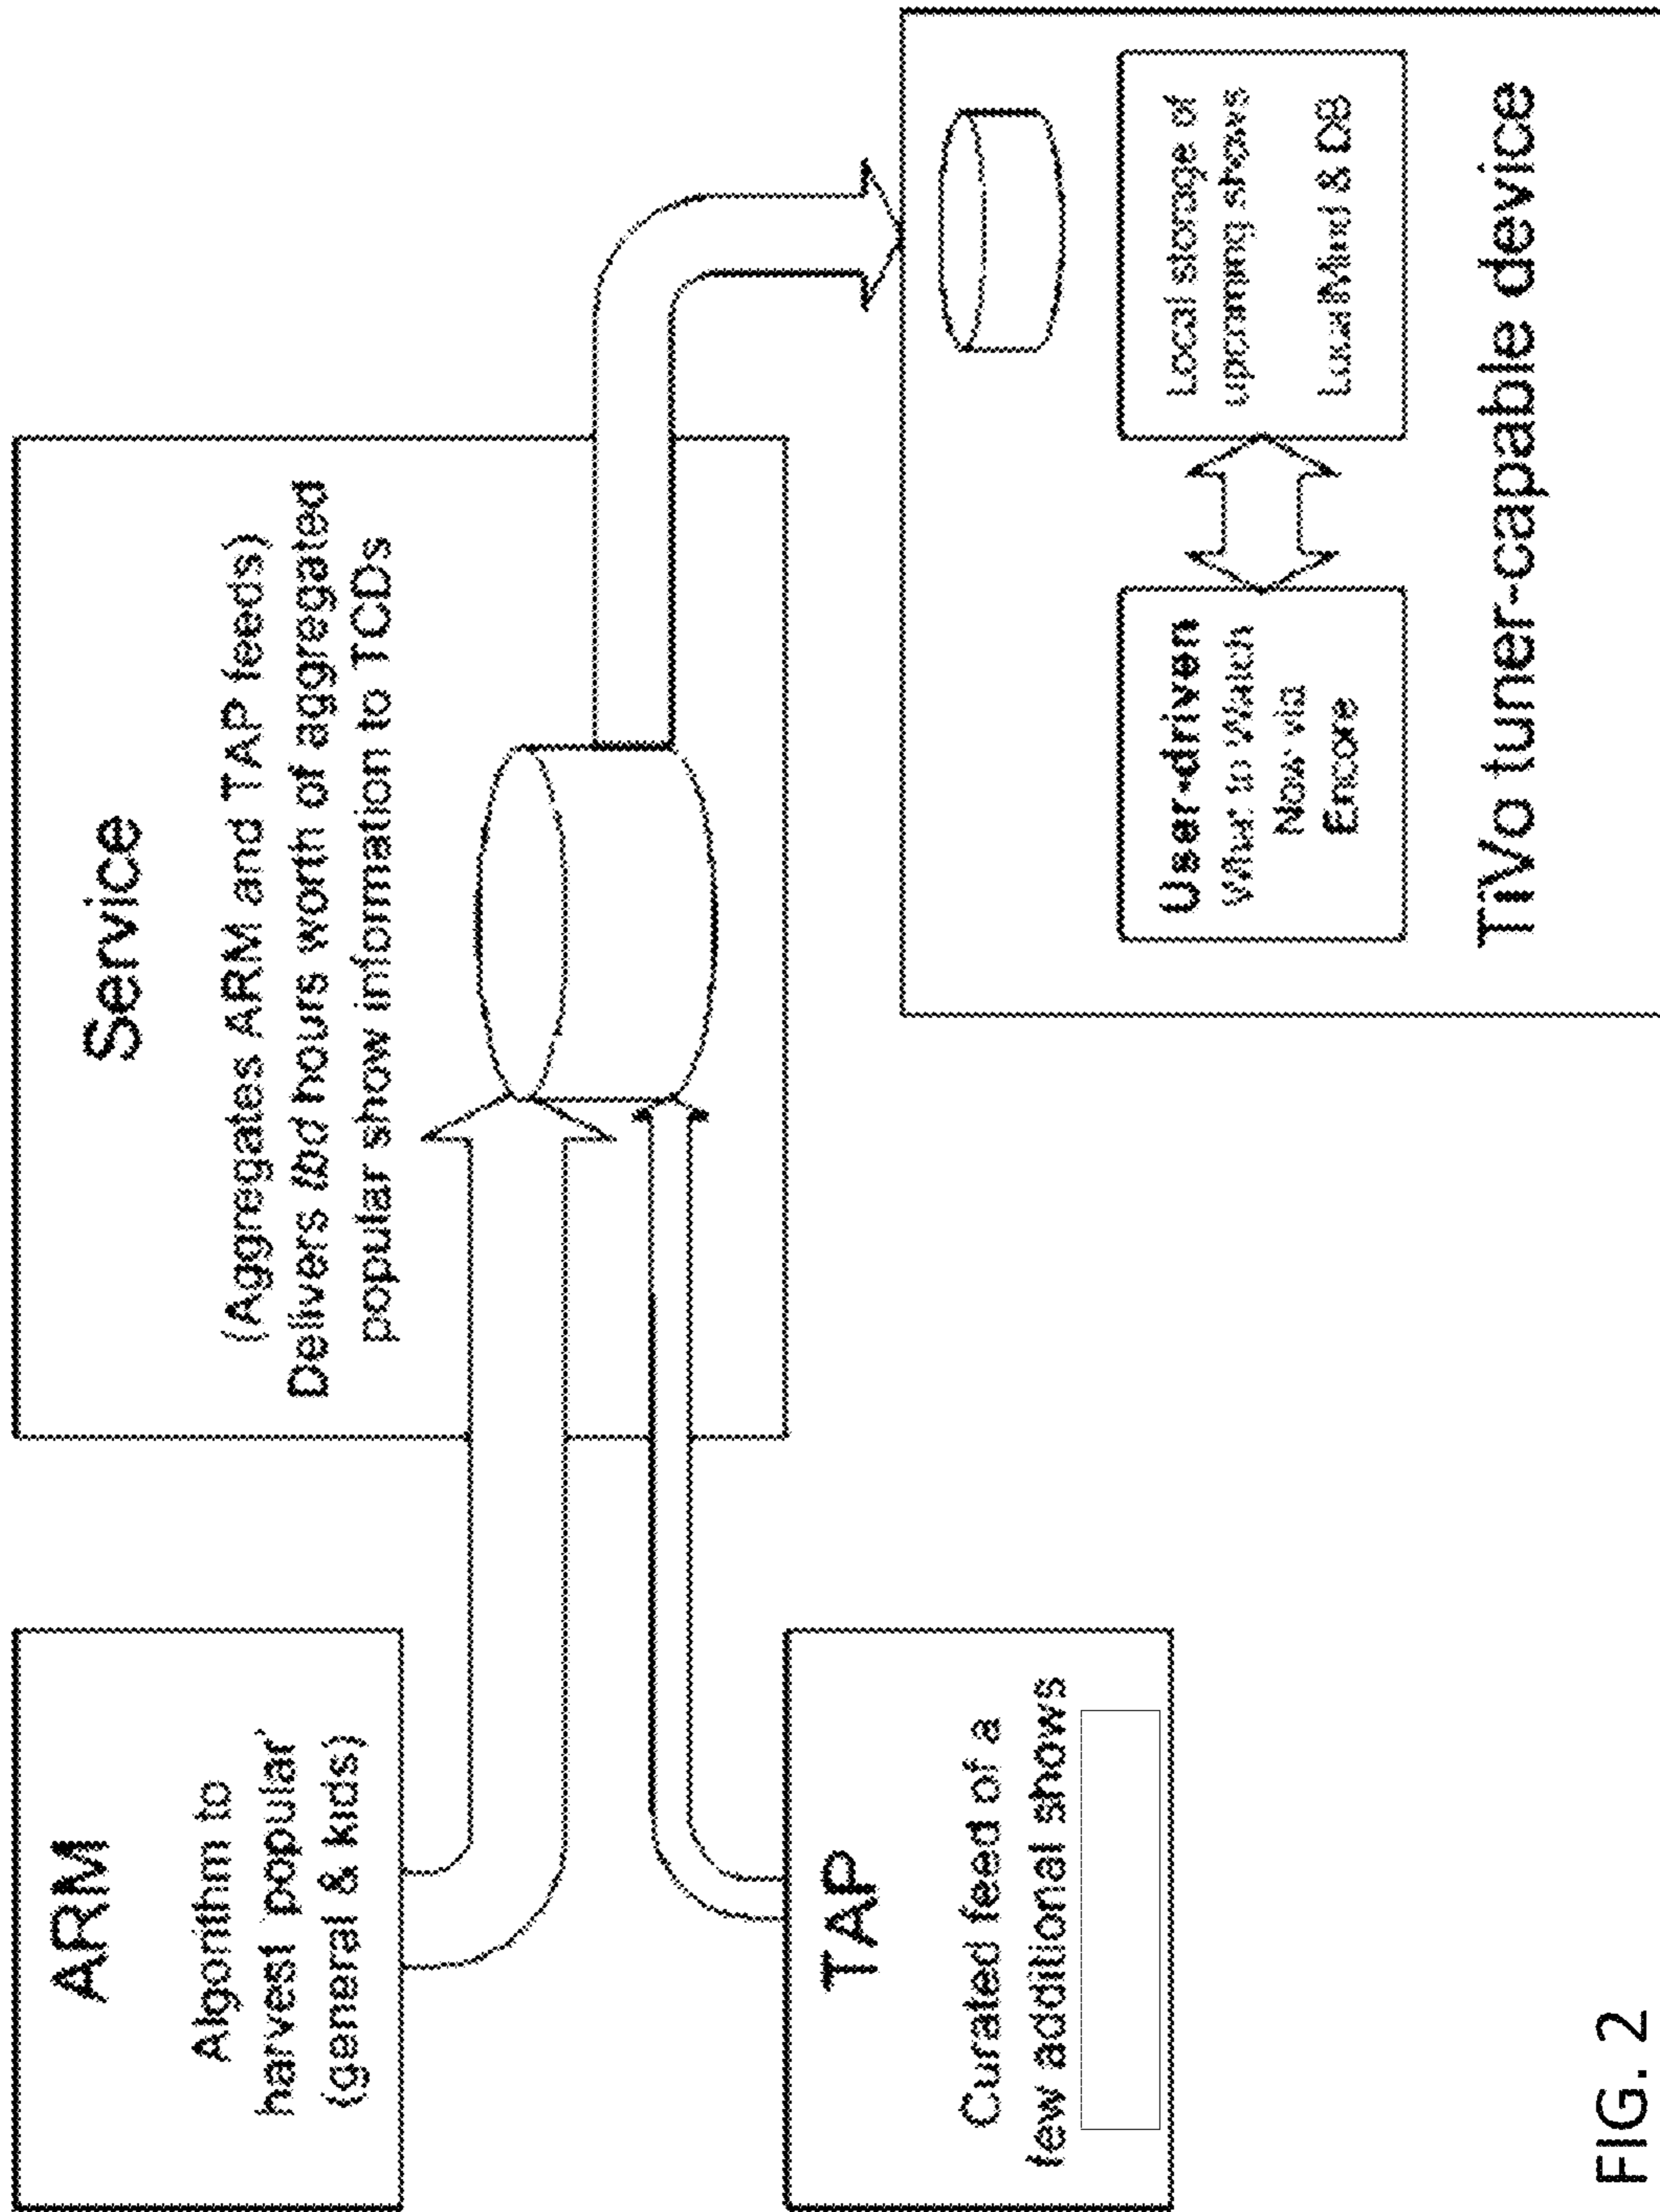 ARM
Algorithm to
harvest 'popular'
(general & kids)
Service
(Aggregates ARM and TAP feeds)
Delivers tbd hours worth of aggregated
popular show information to TCDs
TAP
Curated feed of a
few additional shows
User-driven
What to Watch
Now via
Encore
Local storage of
upcoming shows
Local Mind & DB
TiVo tuner-capable device
FIG. 2